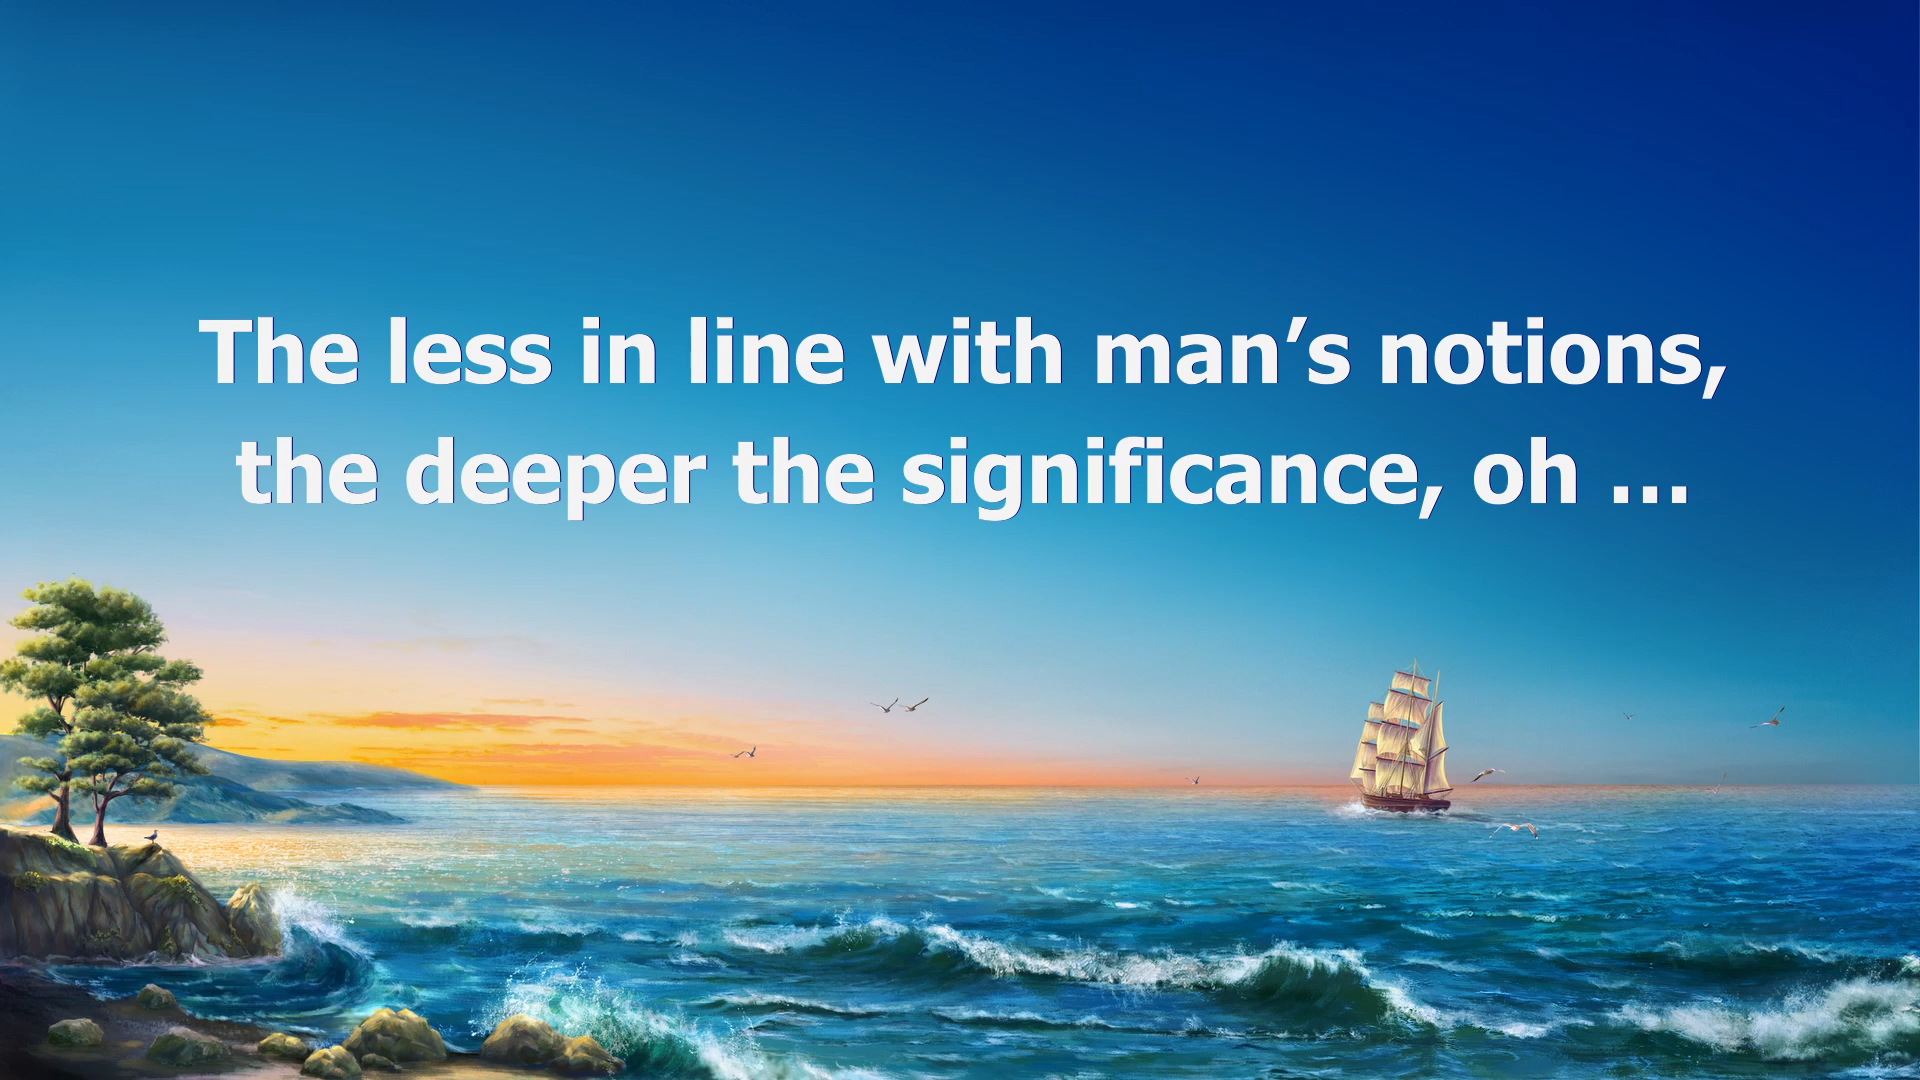 The less in line with man’s notions,
the deeper the significance, oh …